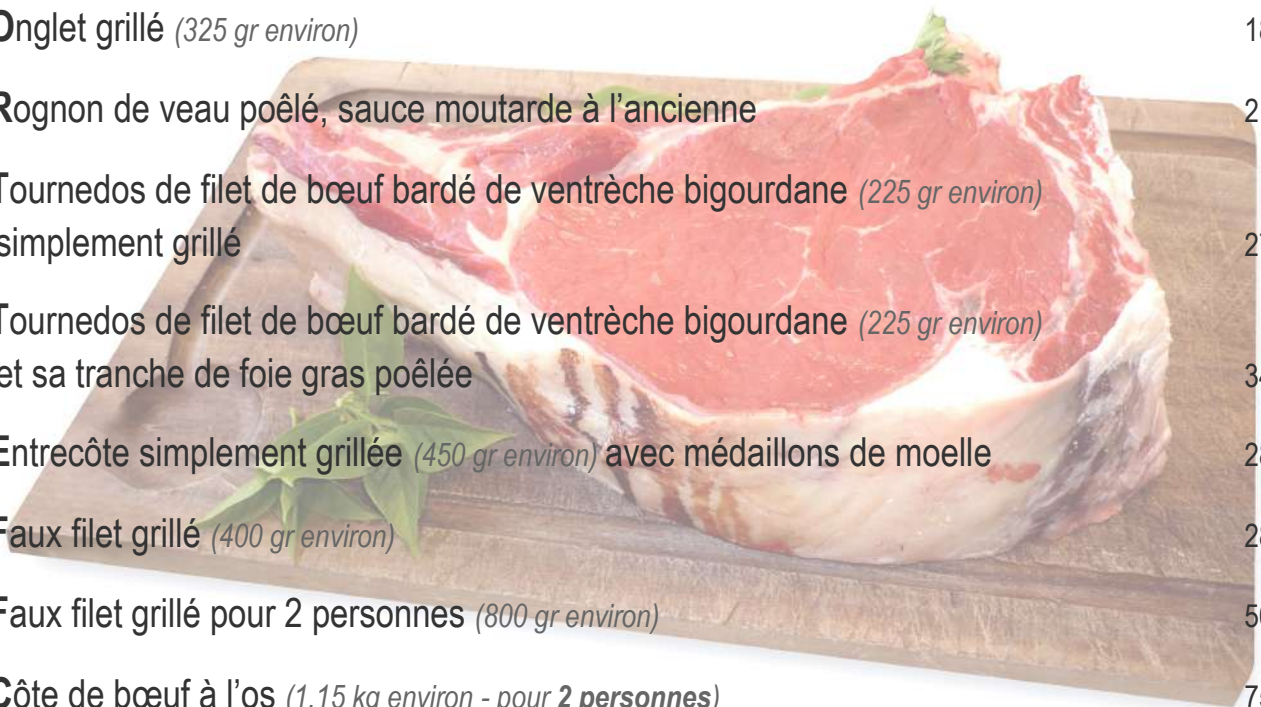 Onglet grillé (325 gr environ) 18
Rognon de veau poêlé, sauce moutarde à l'ancienne 2
Tournedos de filet de bœuf bardé de ventrèche bigourdane (225 gr environ)
simplement grillé 27
Tournedos de filet de bœuf bardé de ventrèche bigourdane (225 gr environ)
et sa tranche de foie gras poêlée 34
Entrecôte simplement grillée (450 gr environ) avec médaillons de moelle 28
Faux filet grillé (400 gr environ) 28
Faux filet grillé pour 2 personnes (800 gr environ) 50
Côte de bœuf à l'os (1,15 kg environ - pour 2 personnes) 75